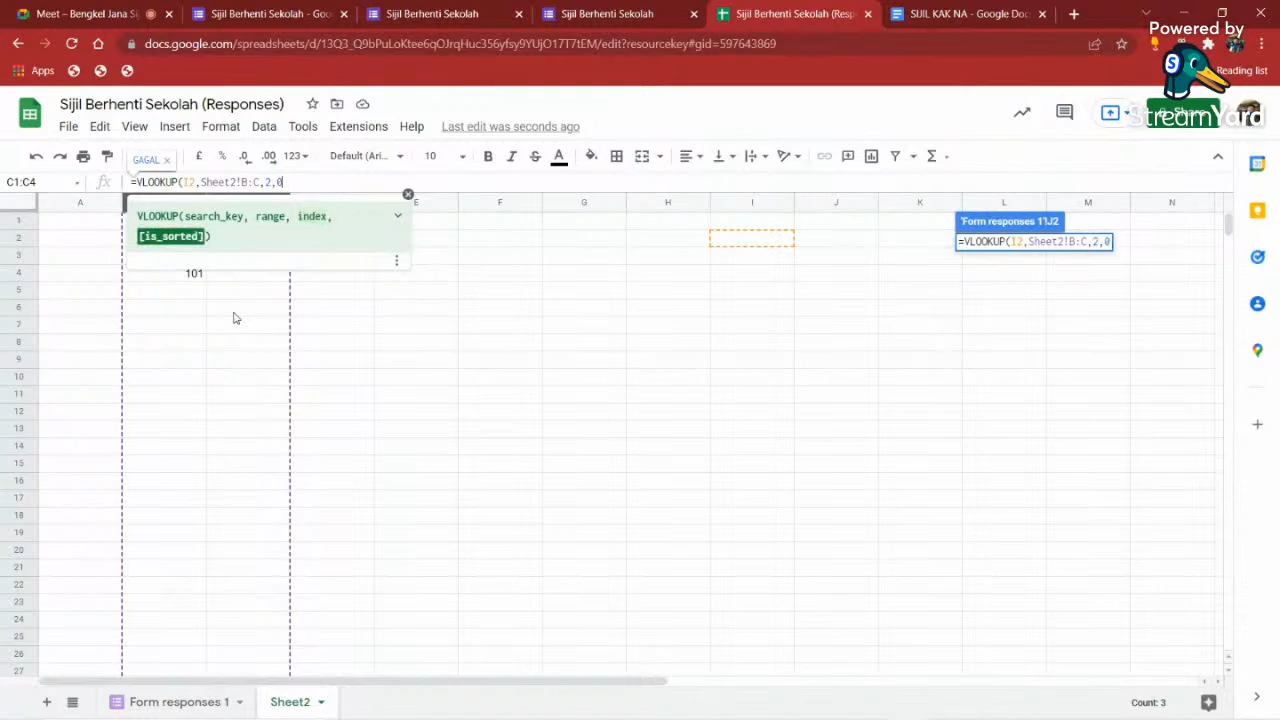 Meet – Bengkel Jana Si
Sijil Berhenti Sekolah - Go
Sijil Berhenti Sekolah
Sijil Berhenti Sekolah
Sijil Berhenti Sekolah (Resp
SIJIL KAK NA - Google Doc
docs.google.com/spreadsheets/d/13Q3_Q9bPuLoKtee6qOJrqHuc356yfsy9YUjO17T7tEM/edit?resourcekey#gid=597643869
Powered by
StreamYard
Apps
Reading list
Sijil Berhenti Sekolah (Responses)
File Edit View Insert Format Data Tools Extensions Help Last edit was seconds ago
GAGAL
£ % .0 .00 123 Default (Ari... 10 B I S A
C1:C4 fx =VLOOKUP(I2,Sheet2!B:C,2,0
A E F G H I J K L M N
VLOOKUP(search_key, range, index,
[is_sorted])
'Form responses 1'!J2
=VLOOKUP(I2,Sheet2!B:C,2,0
101
1
2
3
4
5
6
7
8
9
10
11
12
13
14
15
16
17
18
19
20
21
22
23
24
25
26
27
Form responses 1
Sheet2
Count: 3